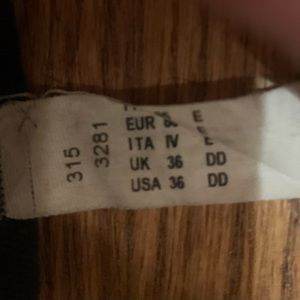 315
3281
E
EUR E
ITA IV E
UK 36 DD
USA 36 DD